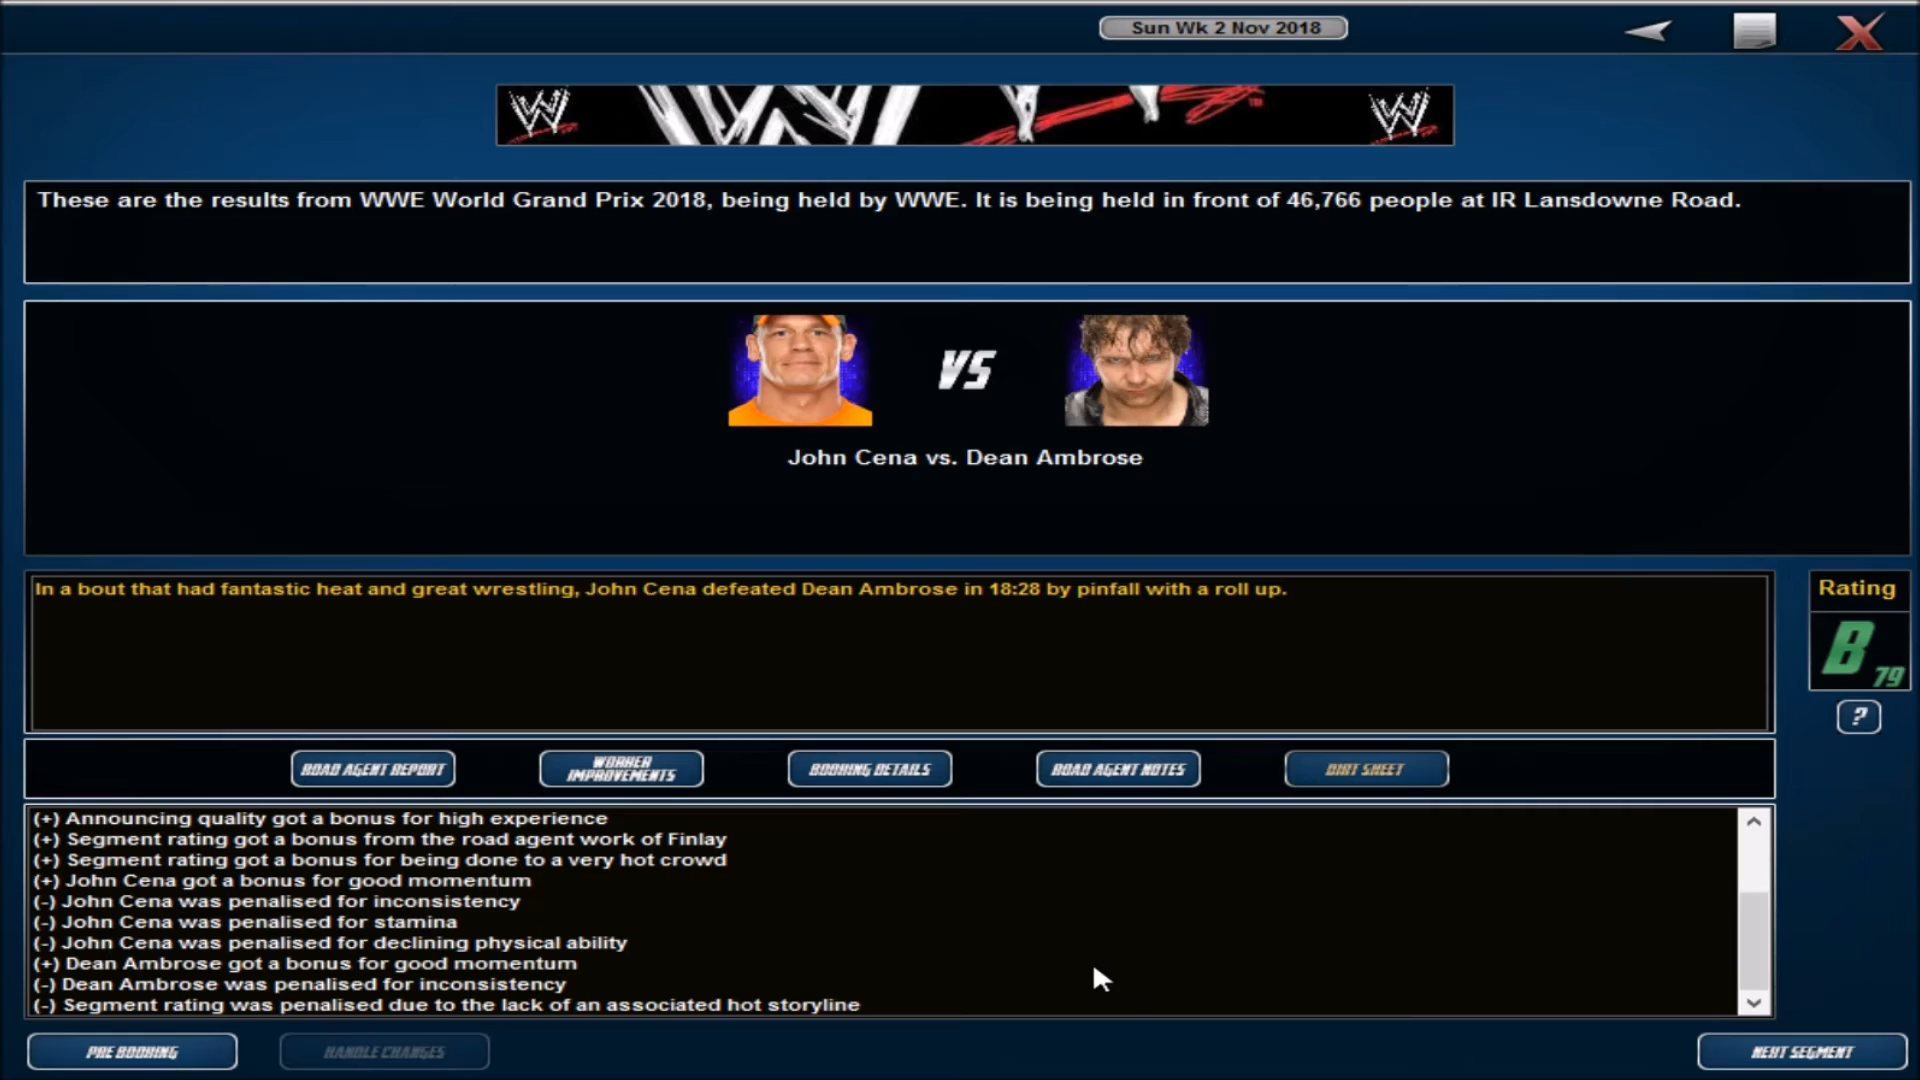 Sun Wk 2 Nov 2018
These are the results from WWE World Grand Prix 2018, being held by WWE. It is being held in front of 46,766 people at IR Lansdowne Road.
VS
John Cena vs. Dean Ambrose
In a bout that had fantastic heat and great wrestling, John Cena defeated Dean Ambrose in 18:28 by pinfall with a roll up.
Rating
B 79
?
ROAD AGENT REPORT
WORKER IMPROVEMENTS
BOOKING DETAILS
ROAD AGENT NOTES
DIRT SHEET
(+) Announcing quality got a bonus for high experience
(+) Segment rating got a bonus from the road agent work of Finlay
(+) Segment rating got a bonus for being done to a very hot crowd
(+) John Cena got a bonus for good momentum
(-) John Cena was penalised for inconsistency
(-) John Cena was penalised for stamina
(-) John Cena was penalised for declining physical ability
(+) Dean Ambrose got a bonus for good momentum
(-) Dean Ambrose was penalised for inconsistency
(-) Segment rating was penalised due to the lack of an associated hot storyline
PRE BOOKING
HANDLE CHANGES
NEXT SEGMENT